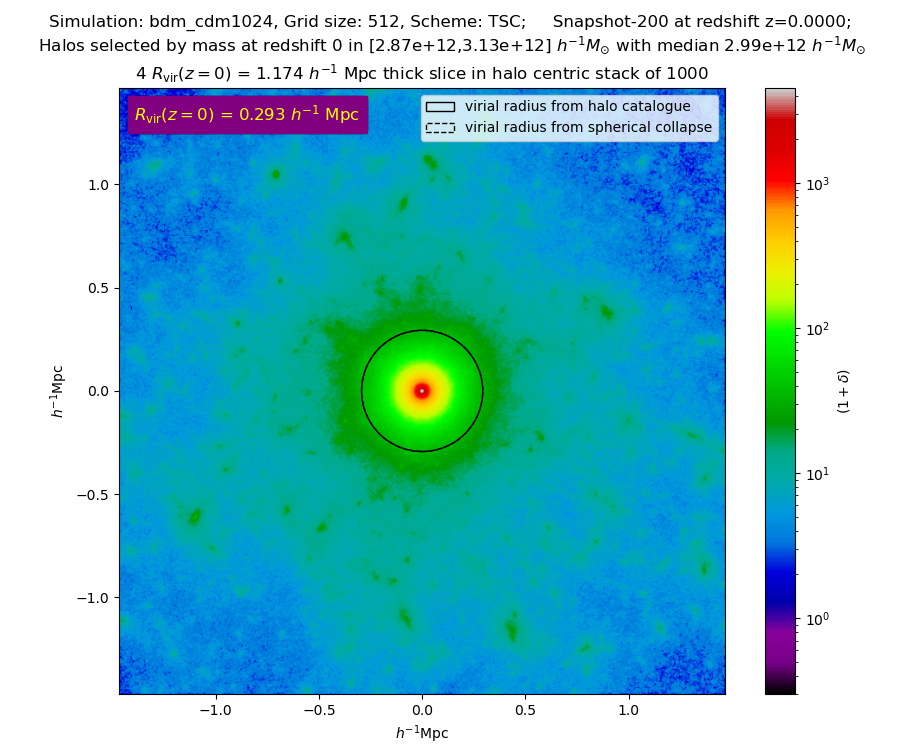 Simulation: bdm_cdm1024, Grid size: 512, Scheme: TSC; Snapshot-200 at redshift z=0.0000;
Halos selected by mass at redshift 0 in [2.87e+12,3.13e+12] h⁻¹M⊙ with median 2.99e+12 h⁻¹M⊙
4 R_vir(z = 0) = 1.174 h⁻¹ Mpc thick slice in halo centric stack of 1000
R_vir(z = 0) = 0.293 h⁻¹ Mpc
virial radius from halo catalogue
virial radius from spherical collapse
1.0
0.5
0.0
−0.5
−1.0
h⁻¹Mpc
−1.0 −0.5 0.0 0.5 1.0
h⁻¹Mpc
10³
10²
10¹
10⁰
(1 + δ)